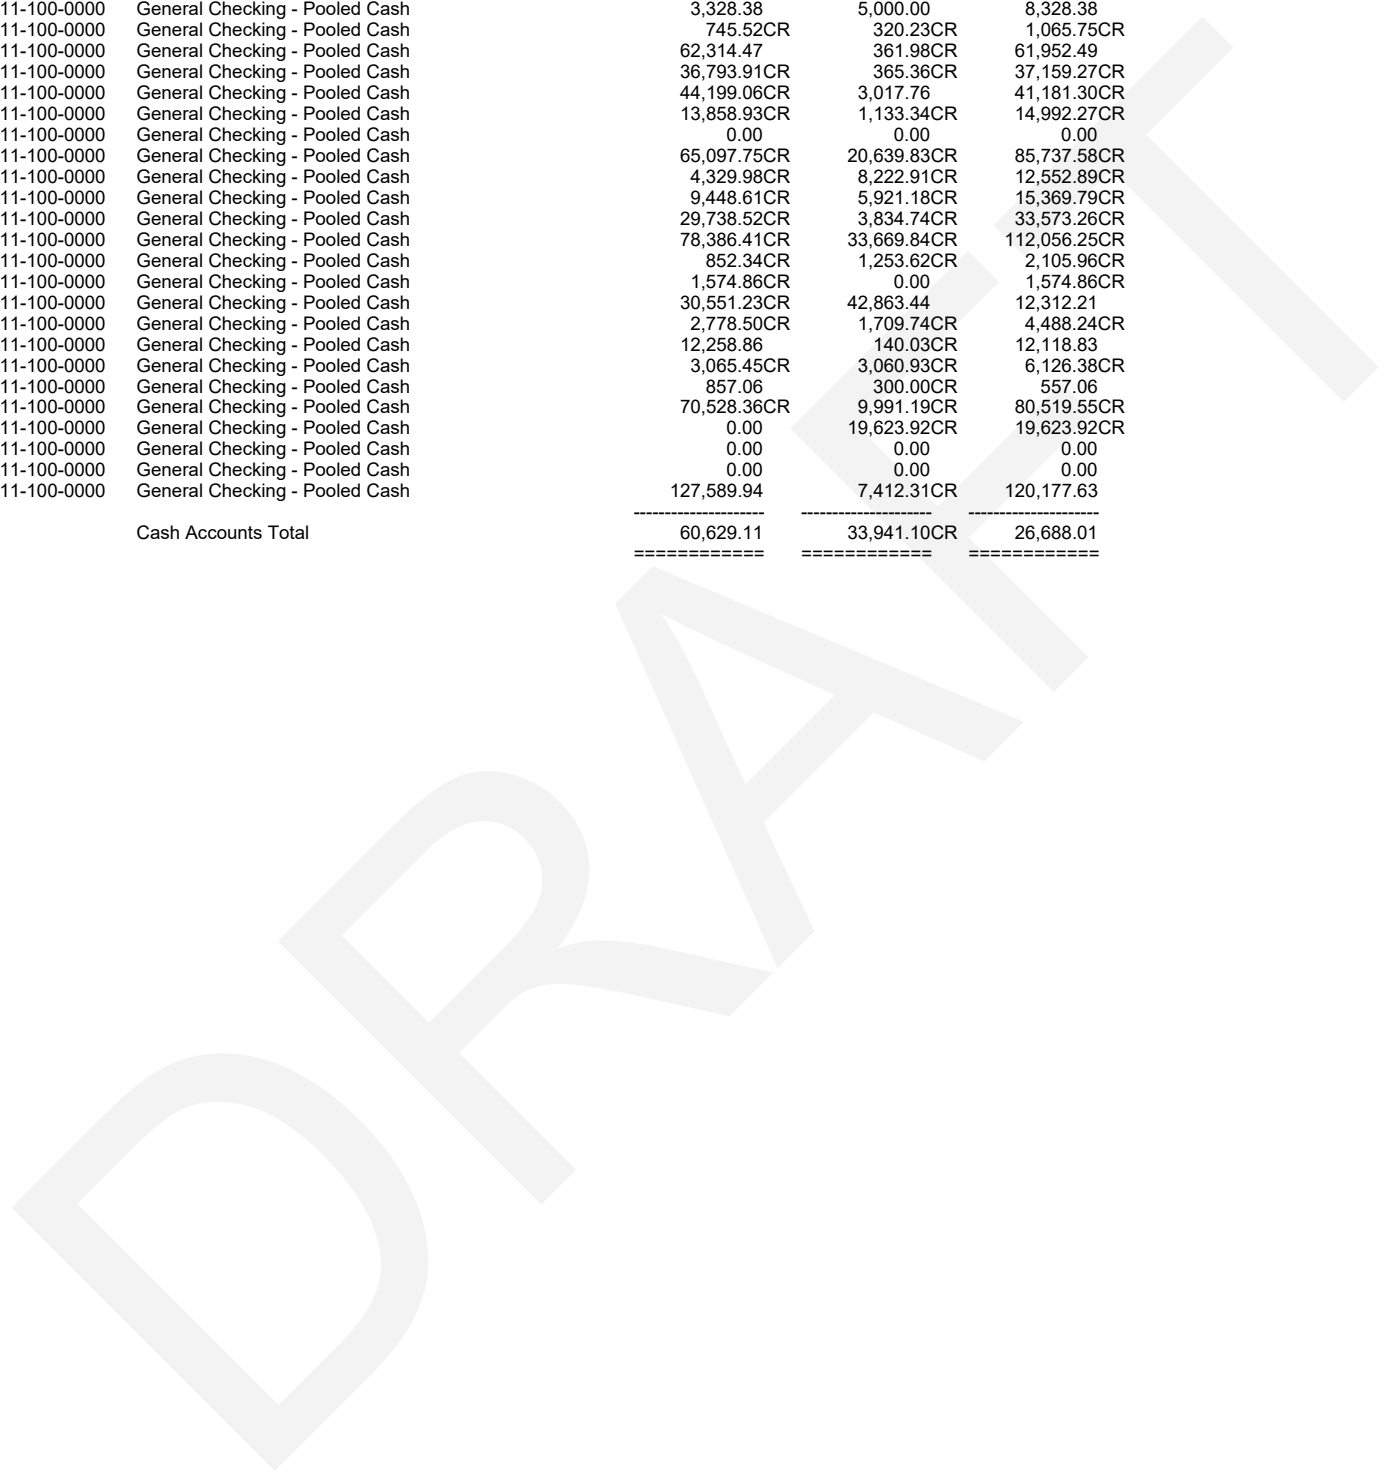 11-100-0000 General Checking - Pooled Cash 3,328.38 5,000.00 8,328.38
11-100-0000 General Checking - Pooled Cash 745.52CR 320.23CR 1,065.75CR
11-100-0000 General Checking - Pooled Cash 62,314.47 361.98CR 61,952.49
11-100-0000 General Checking - Pooled Cash 36,793.91CR 365.36CR 37,159.27CR
11-100-0000 General Checking - Pooled Cash 44,199.06CR 3,017.76 41,181.30CR
11-100-0000 General Checking - Pooled Cash 13,858.93CR 1,133.34CR 14,992.27CR
11-100-0000 General Checking - Pooled Cash 0.00 0.00 0.00
11-100-0000 General Checking - Pooled Cash 65,097.75CR 20,639.83CR 85,737.58CR
11-100-0000 General Checking - Pooled Cash 4,329.98CR 8,222.91CR 12,552.89CR
11-100-0000 General Checking - Pooled Cash 9,448.61CR 5,921.18CR 15,369.79CR
11-100-0000 General Checking - Pooled Cash 29,738.52CR 3,834.74CR 33,573.26CR
11-100-0000 General Checking - Pooled Cash 78,386.41CR 33,669.84CR 112,056.25CR
11-100-0000 General Checking - Pooled Cash 852.34CR 1,253.62CR 2,105.96CR
11-100-0000 General Checking - Pooled Cash 1,574.86CR 0.00 1,574.86CR
11-100-0000 General Checking - Pooled Cash 30,551.23CR 42,863.44 12,312.21
11-100-0000 General Checking - Pooled Cash 2,778.50CR 1,709.74CR 4,488.24CR
11-100-0000 General Checking - Pooled Cash 12,258.86 140.03CR 12,118.83
11-100-0000 General Checking - Pooled Cash 3,065.45CR 3,060.93CR 6,126.38CR
11-100-0000 General Checking - Pooled Cash 857.06 300.00CR 557.06
11-100-0000 General Checking - Pooled Cash 70,528.36CR 9,991.19CR 80,519.55CR
11-100-0000 General Checking - Pooled Cash 0.00 19,623.92CR 19,623.92CR
11-100-0000 General Checking - Pooled Cash 0.00 0.00 0.00
11-100-0000 General Checking - Pooled Cash 0.00 0.00 0.00
11-100-0000 General Checking - Pooled Cash 127,589.94 7,412.31CR 120,177.63
--------------------- --------------------- ---------------------
Cash Accounts Total 60,629.11 33,941.10CR 26,688.01
============ ============ ============
DRAFT